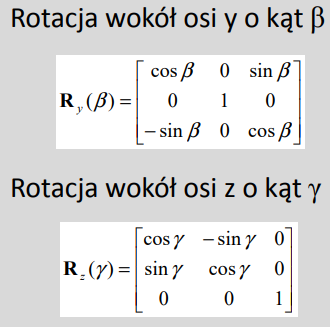 Rotacja wokół osi y o kąt β
cos β 0 sin β
R_y(β) = 0 1 0
−sin β 0 cos β
Rotacja wokół osi z o kąt γ
cos γ −sin γ 0
R_z(γ) = sin γ cos γ 0
0 0 1